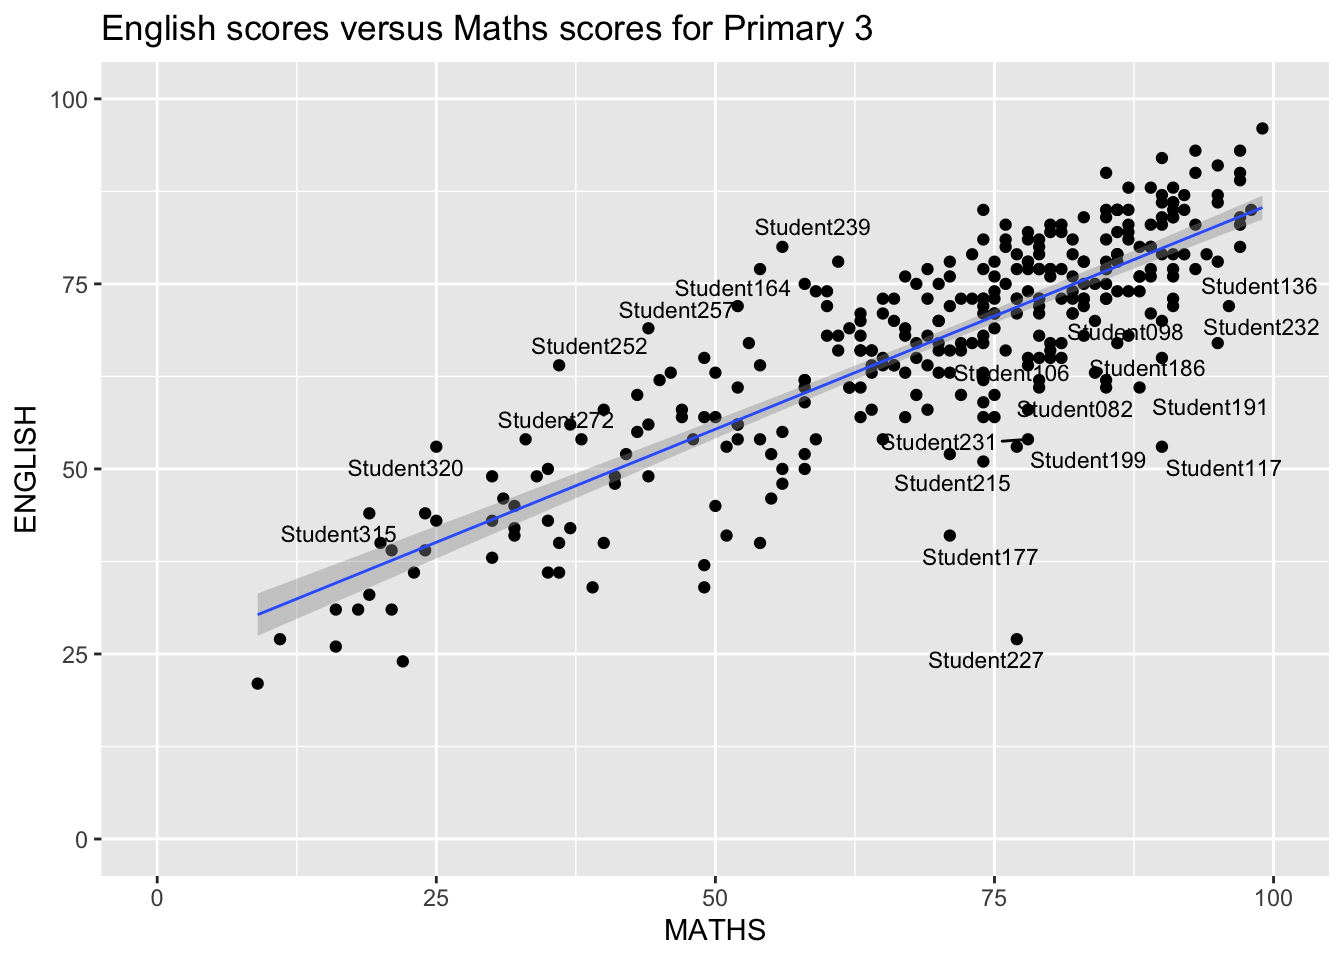 English scores versus Maths scores for Primary 3
100
75
50
25
0
ENGLISH
Student239
Student164
Student257
Student252
Student272
Student320
Student315
Student136
Student232
Student098
Student186
Student106
Student191
Student082
Student231
Student199
Student117
Student215
Student177
Student227
0
25
50
75
100
MATHS